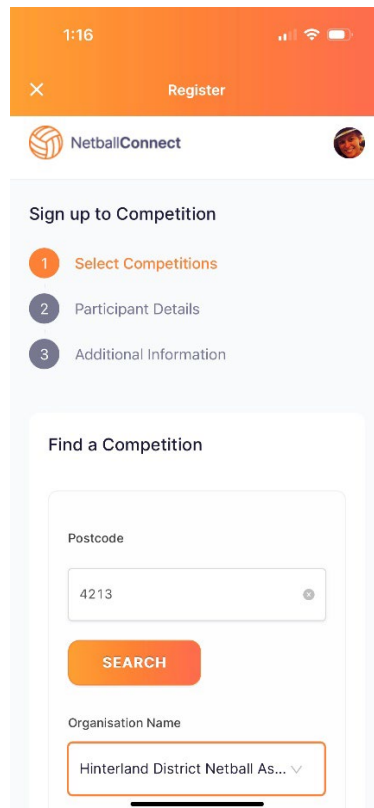 1:16
Register
NetballConnect
Sign up to Competition
1 Select Competitions
2 Participant Details
3 Additional Information
Find a Competition
Postcode
4213
SEARCH
Organisation Name
Hinterland District Netball As...